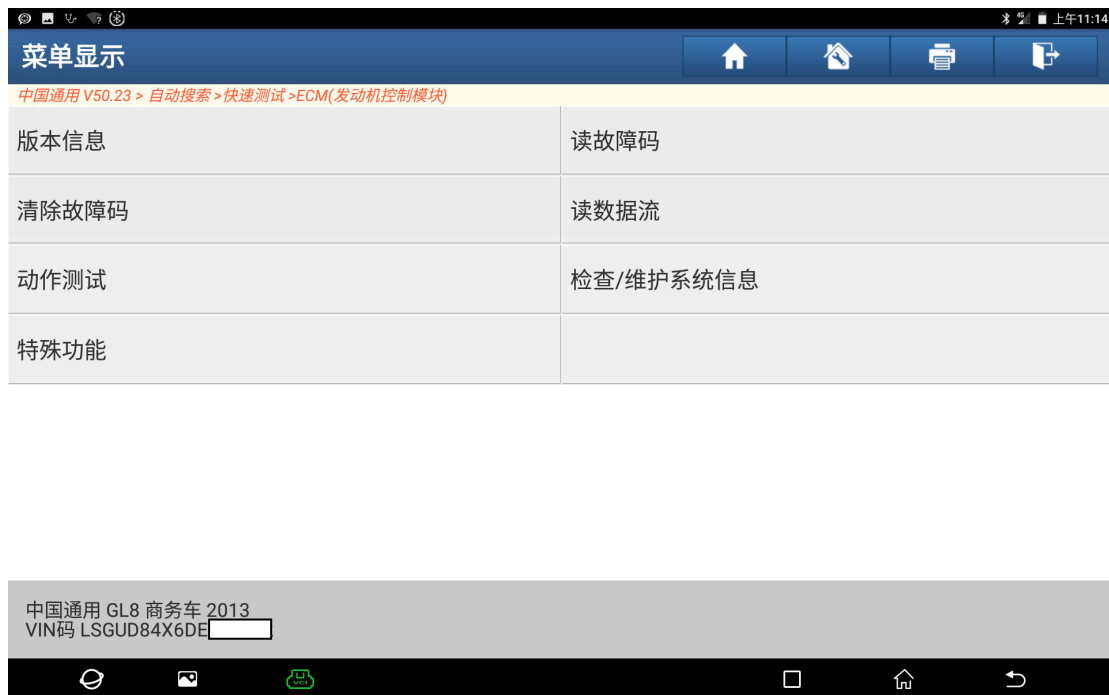 4G 上午11:14
菜单显示
中国通用 V50.23 > 自动搜索 >快速测试 >ECM(发动机控制模块)
版本信息 读故障码
清除故障码 读数据流
动作测试 检查/维护系统信息
特殊功能
中国通用 GL8 商务车 2013
VIN码 LSGUD84X6DE
VCI